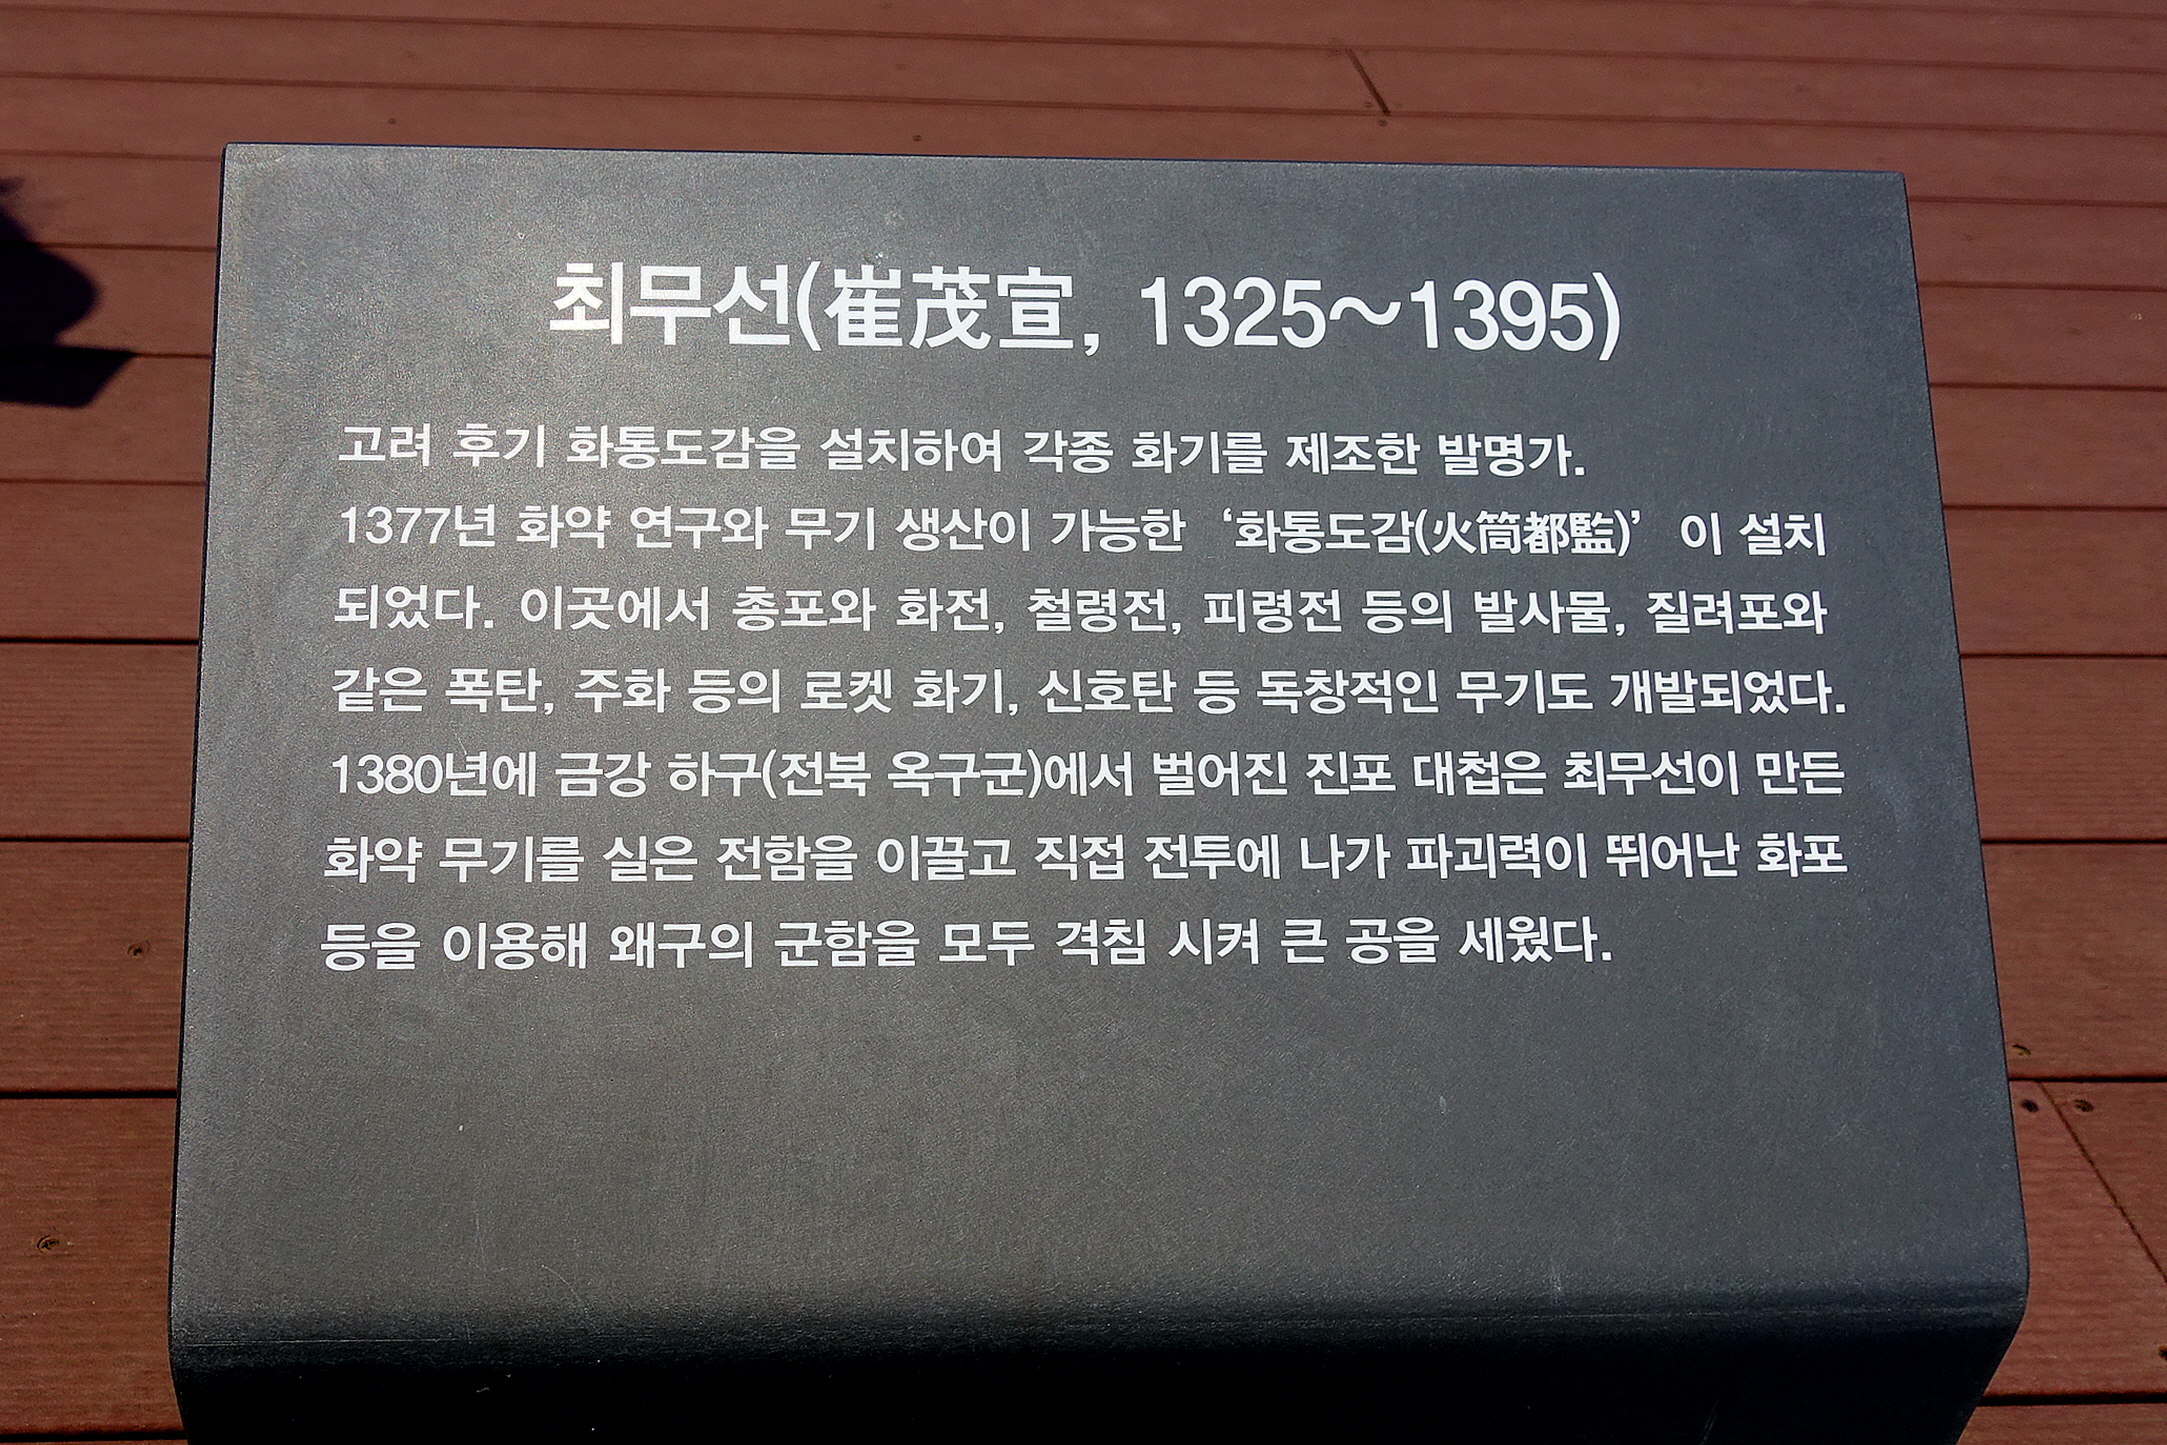 최무선(崔茂宣, 1325~1395)
고려 후기 화통도감을 설치하여 각종 화기를 제조한 발명가.
1377년 화약 연구와 무기 생산이 가능한 ‘화통도감(火筒都監)’ 이 설치
되었다. 이곳에서 총포와 화전, 철령전, 피령전 등의 발사물, 질려포와
같은 폭탄, 주화 등의 로켓 화기, 신호탄 등 독창적인 무기도 개발되었다.
1380년에 금강 하구(전북 옥구군)에서 벌어진 진포 대첩은 최무선이 만든
화약 무기를 실은 전함을 이끌고 직접 전투에 나가 파괴력이 뛰어난 화포
등을 이용해 왜구의 군함을 모두 격침 시켜 큰 공을 세웠다.